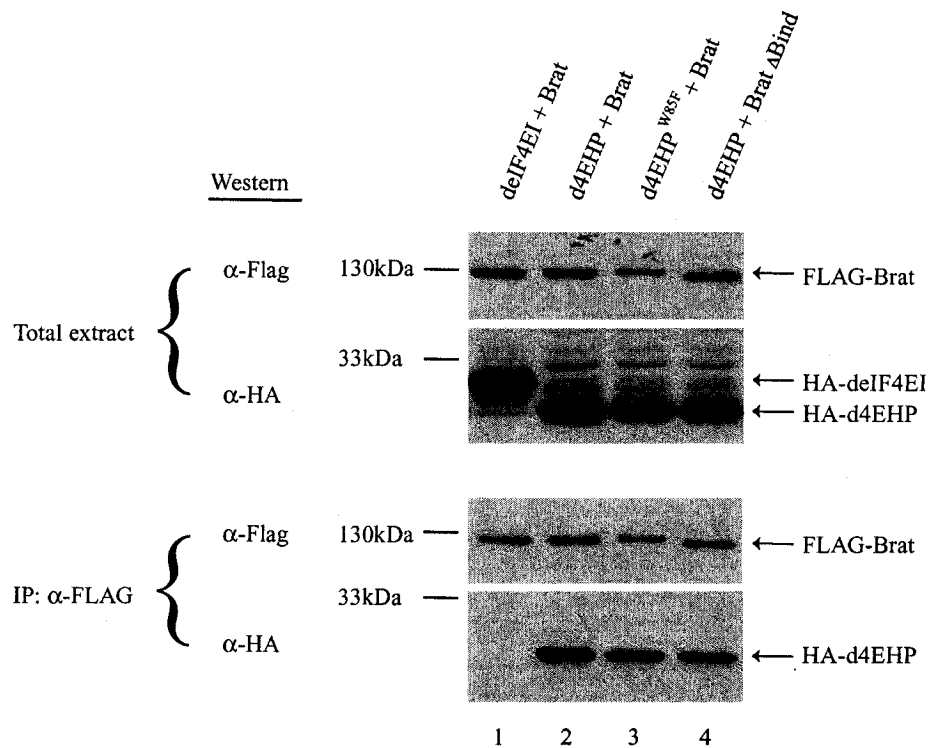 deIF4EI + Brat
d4EHP + Brat
d4EHP W85F + Brat
d4EHP + Brat ΔBind
Western
Total extract
α-Flag
130kDa
FLAG-Brat
α-HA
33kDa
HA-deIF4EI
HA-d4EHP
IP: α-FLAG
α-Flag
130kDa
FLAG-Brat
33kDa
α-HA
HA-d4EHP
1 2 3 4